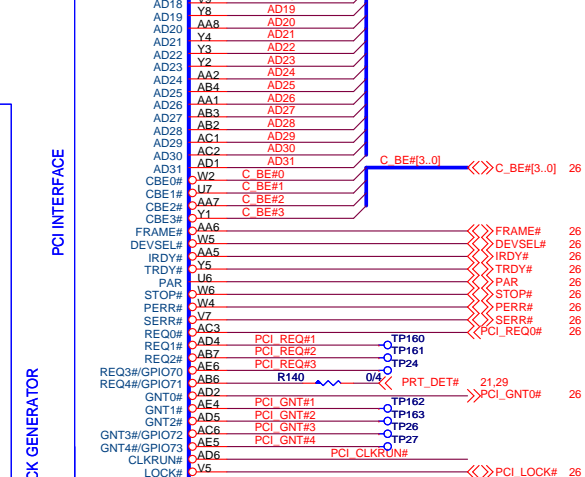 AD18
AD19 Y8 AD19
AD20 AA8 AD20
AD21 Y4 AD21
AD22 Y3 AD22
AD23 Y2 AD23
AD24 AA2 AD24
AD25 AB4 AD25
AD26 AA1 AD26
AD27 AB3 AD27
AD28 AB2 AD28
AD29 AC1 AD29
AD30 AC2 AD30
AD31 AD1 AD31 C_BE#[3..0] C_BE#[3..0] 26
CBE0# W2 C_BE#0
CBE1# U7 C_BE#1
CBE2# AA7 C_BE#2
CBE3# Y1 C_BE#3
FRAME# AA6 FRAME# 26
DEVSEL# W5 DEVSEL# 26
IRDY# AA5 IRDY# 26
TRDY# Y5 TRDY# 26
PAR U6 PAR 26
STOP# W6 STOP# 26
PERR# W4 PERR# 26
SERR# V7 SERR# 26
REQ0# AC3 PCI_REQ0# 26
REQ1# AD4 PCI_REQ#1 TP160
REQ2# AB7 PCI_REQ#2 TP161
REQ3#/GPIO70 AE6 PCI_REQ#3 TP24
REQ4#/GPIO71 AB6 R140 0/4 PRT_DET# 21,29
GNT0# AD2 PCI_GNT0# 26
GNT1# AE4 PCI_GNT#1 TP162
GNT2# AD5 PCI_GNT#2 TP163
GNT3#/GPIO72 AC6 PCI_GNT#3 TP26
GNT4#/GPIO73 AE5 PCI_GNT#4 TP27
CLKRUN# AD6 PCI_CLKRUN#
LOCK# V5 PCI_LOCK# 26
PCI INTERFACE
CK GENERATOR